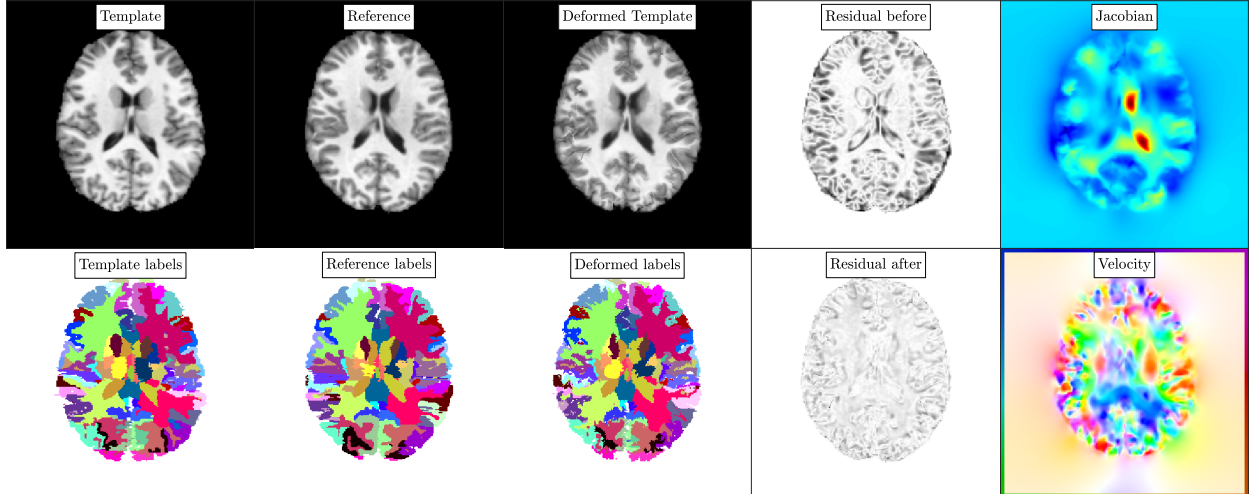 Template
Reference
Deformed Template
Residual before
Jacobian
Template labels
Reference labels
Deformed labels
Residual after
Velocity